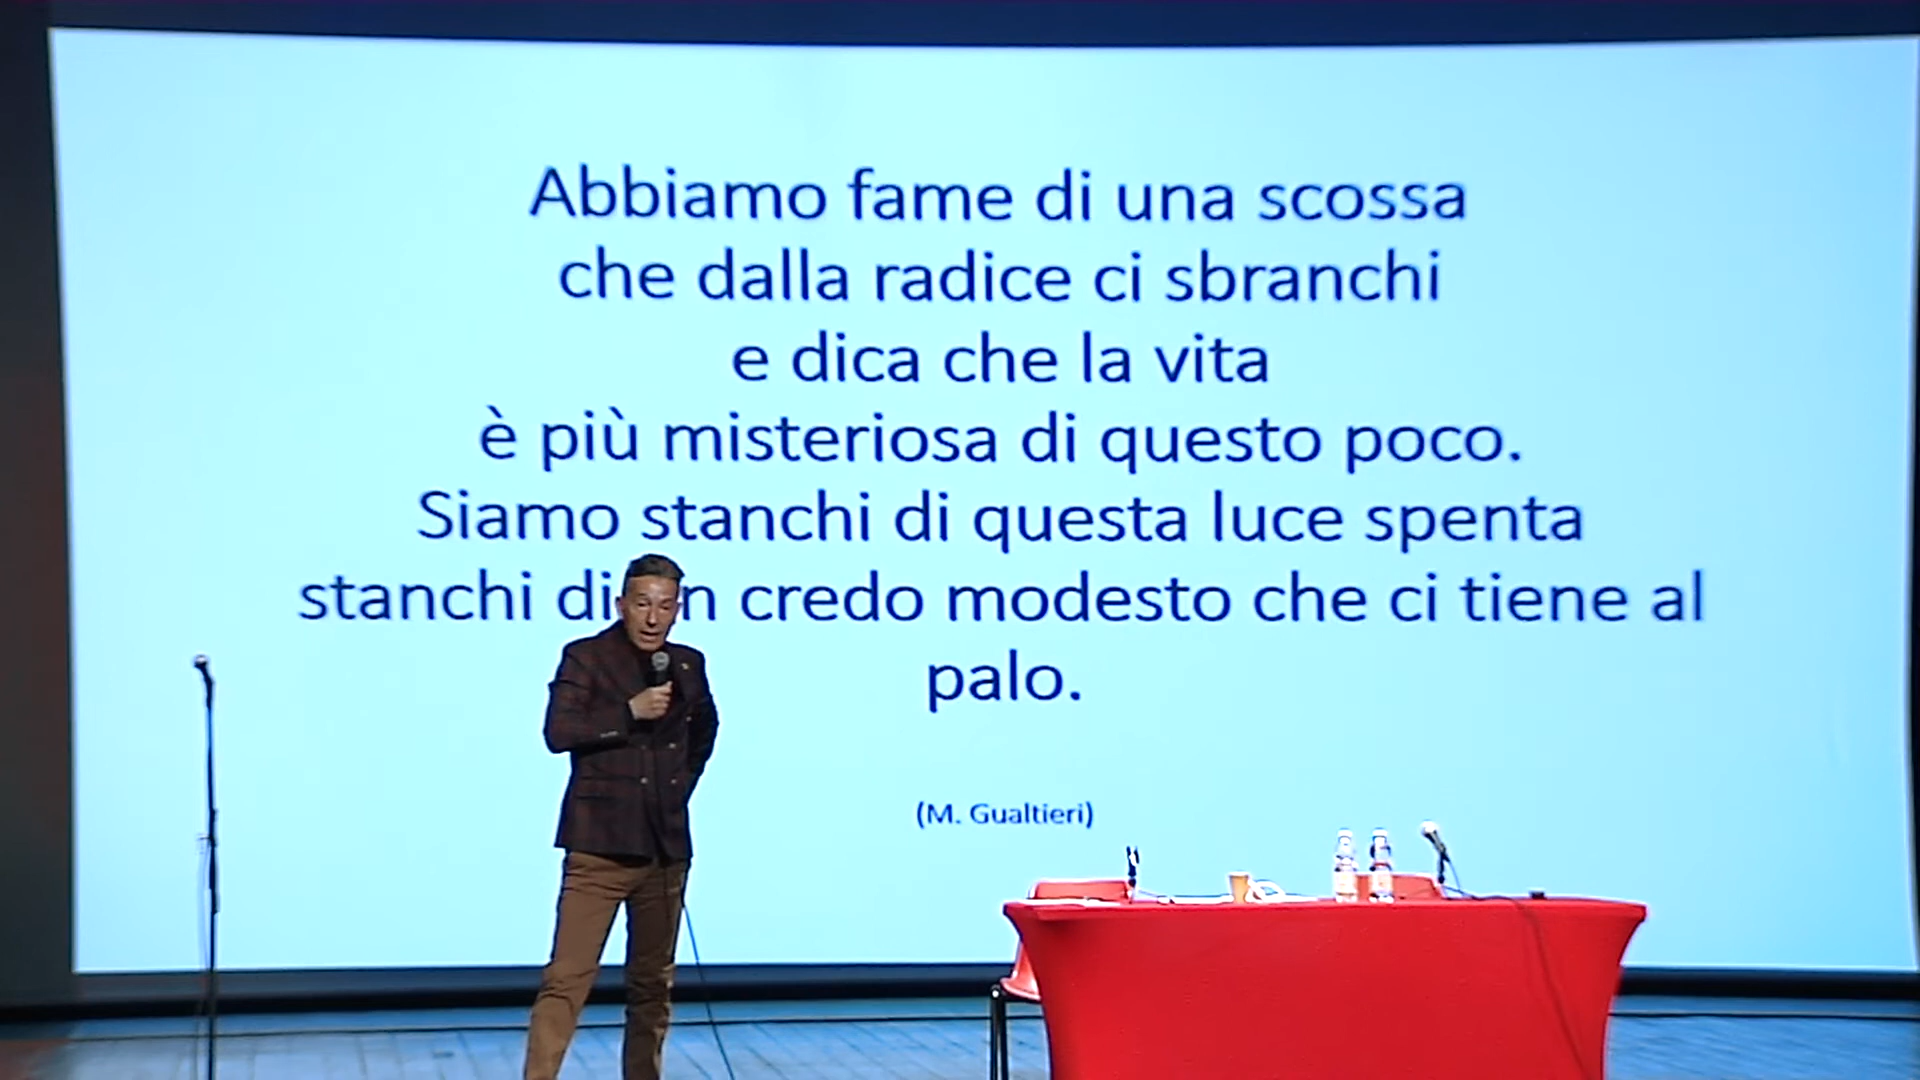 Abbiamo fame di una scossa
che dalla radice ci sbranchi
e dica che la vita
è più misteriosa di questo poco.
Siamo stanchi di questa luce spenta
stanchi di un credo modesto che ci tiene al
palo.
(M. Gualtieri)